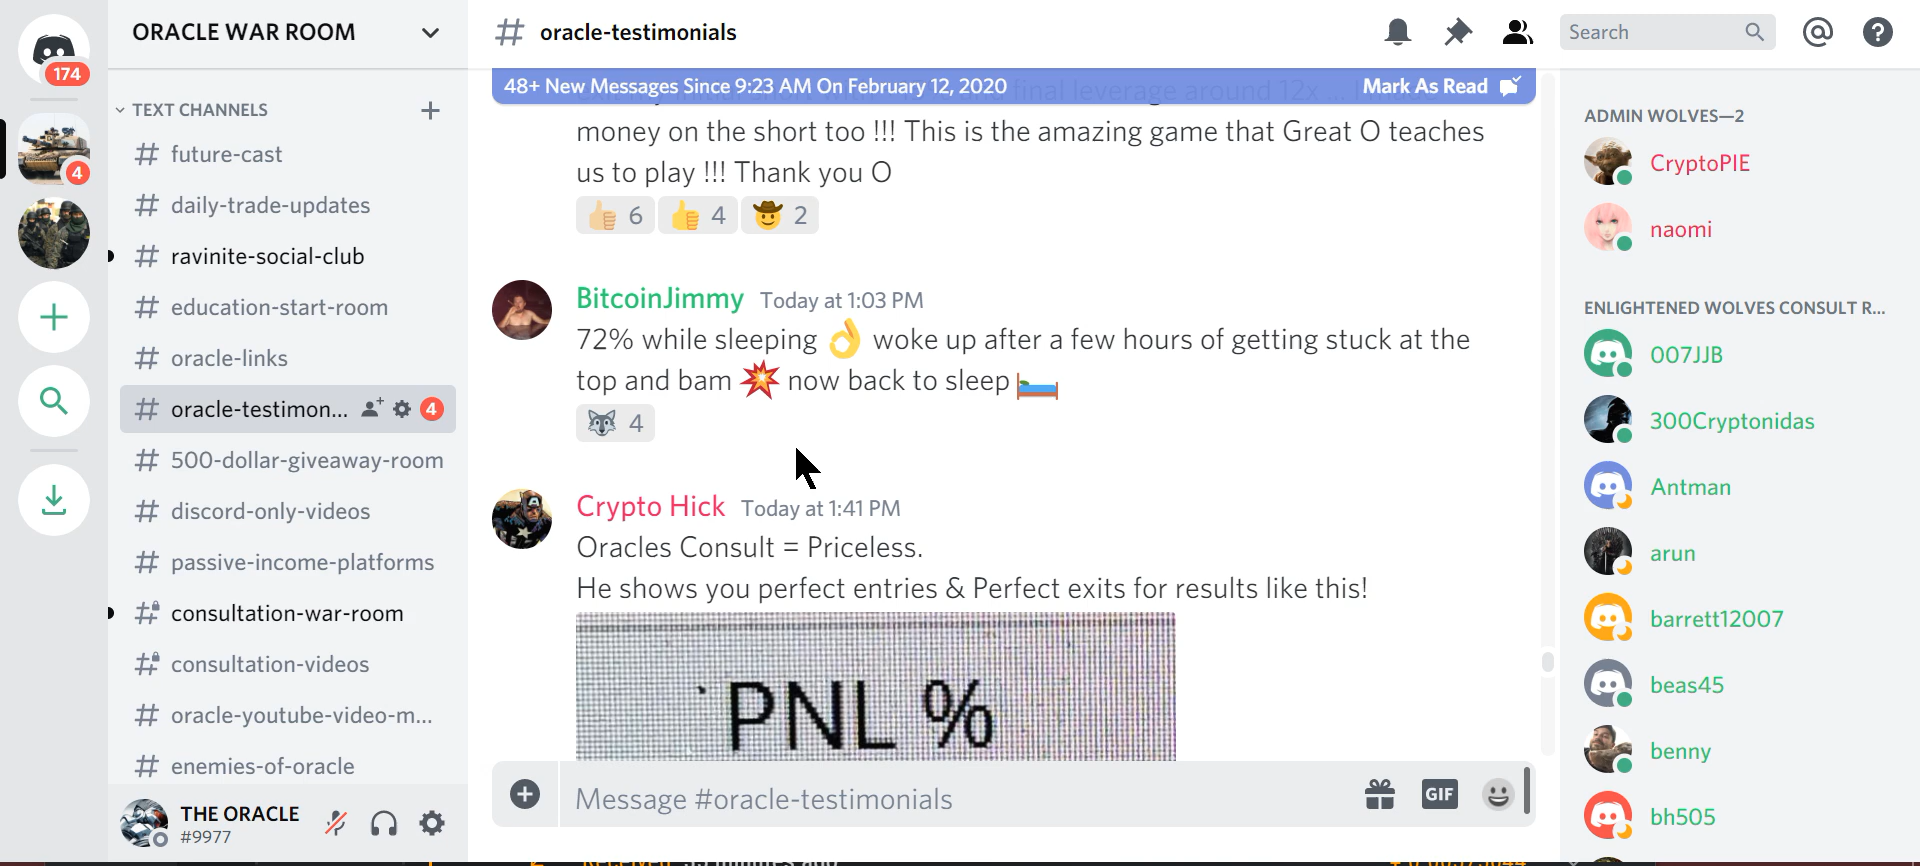 174
4
ORACLE WAR ROOM
TEXT CHANNELS
future-cast
daily-trade-updates
ravinite-social-club
education-start-room
oracle-links
oracle-testimon... 4
500-dollar-giveaway-room
discord-only-videos
passive-income-platforms
consultation-war-room
consultation-videos
oracle-youtube-video-m...
enemies-of-oracle
THE ORACLE
#9977
# oracle-testimonials
Search
48+ New Messages Since 9:23 AM On February 12, 2020 Mark As Read
final leverage around 12x
money on the short too !!! This is the amazing game that Great O teaches
us to play !!! Thank you O
👍 6 👍 4 🤠 2
BitcoinJimmy Today at 1:03 PM
72% while sleeping 👌 woke up after a few hours of getting stuck at the
top and bam 💥 now back to sleep 🛏️
🐺 4
Crypto Hick Today at 1:41 PM
Oracles Consult = Priceless.
He shows you perfect entries & Perfect exits for results like this!
PNL %
Message #oracle-testimonials
GIF
ADMIN WOLVES—2
CryptoPIE
naomi
ENLIGHTENED WOLVES CONSULT R...
007JJB
300Cryptonidas
Antman
arun
barrett12007
beas45
benny
bh505